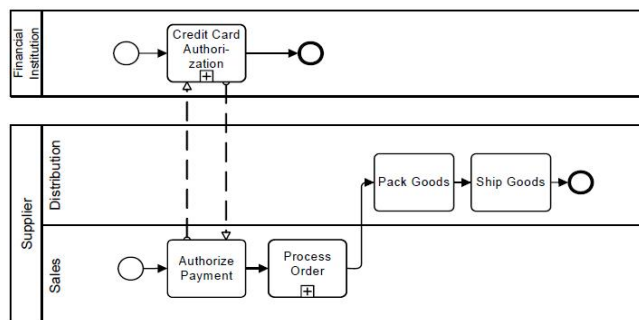 Financial
Institution
Credit Card
Authori-
zation
Supplier
Distribution
Pack Goods
Ship Goods
Sales
Authorize
Payment
Process
Order